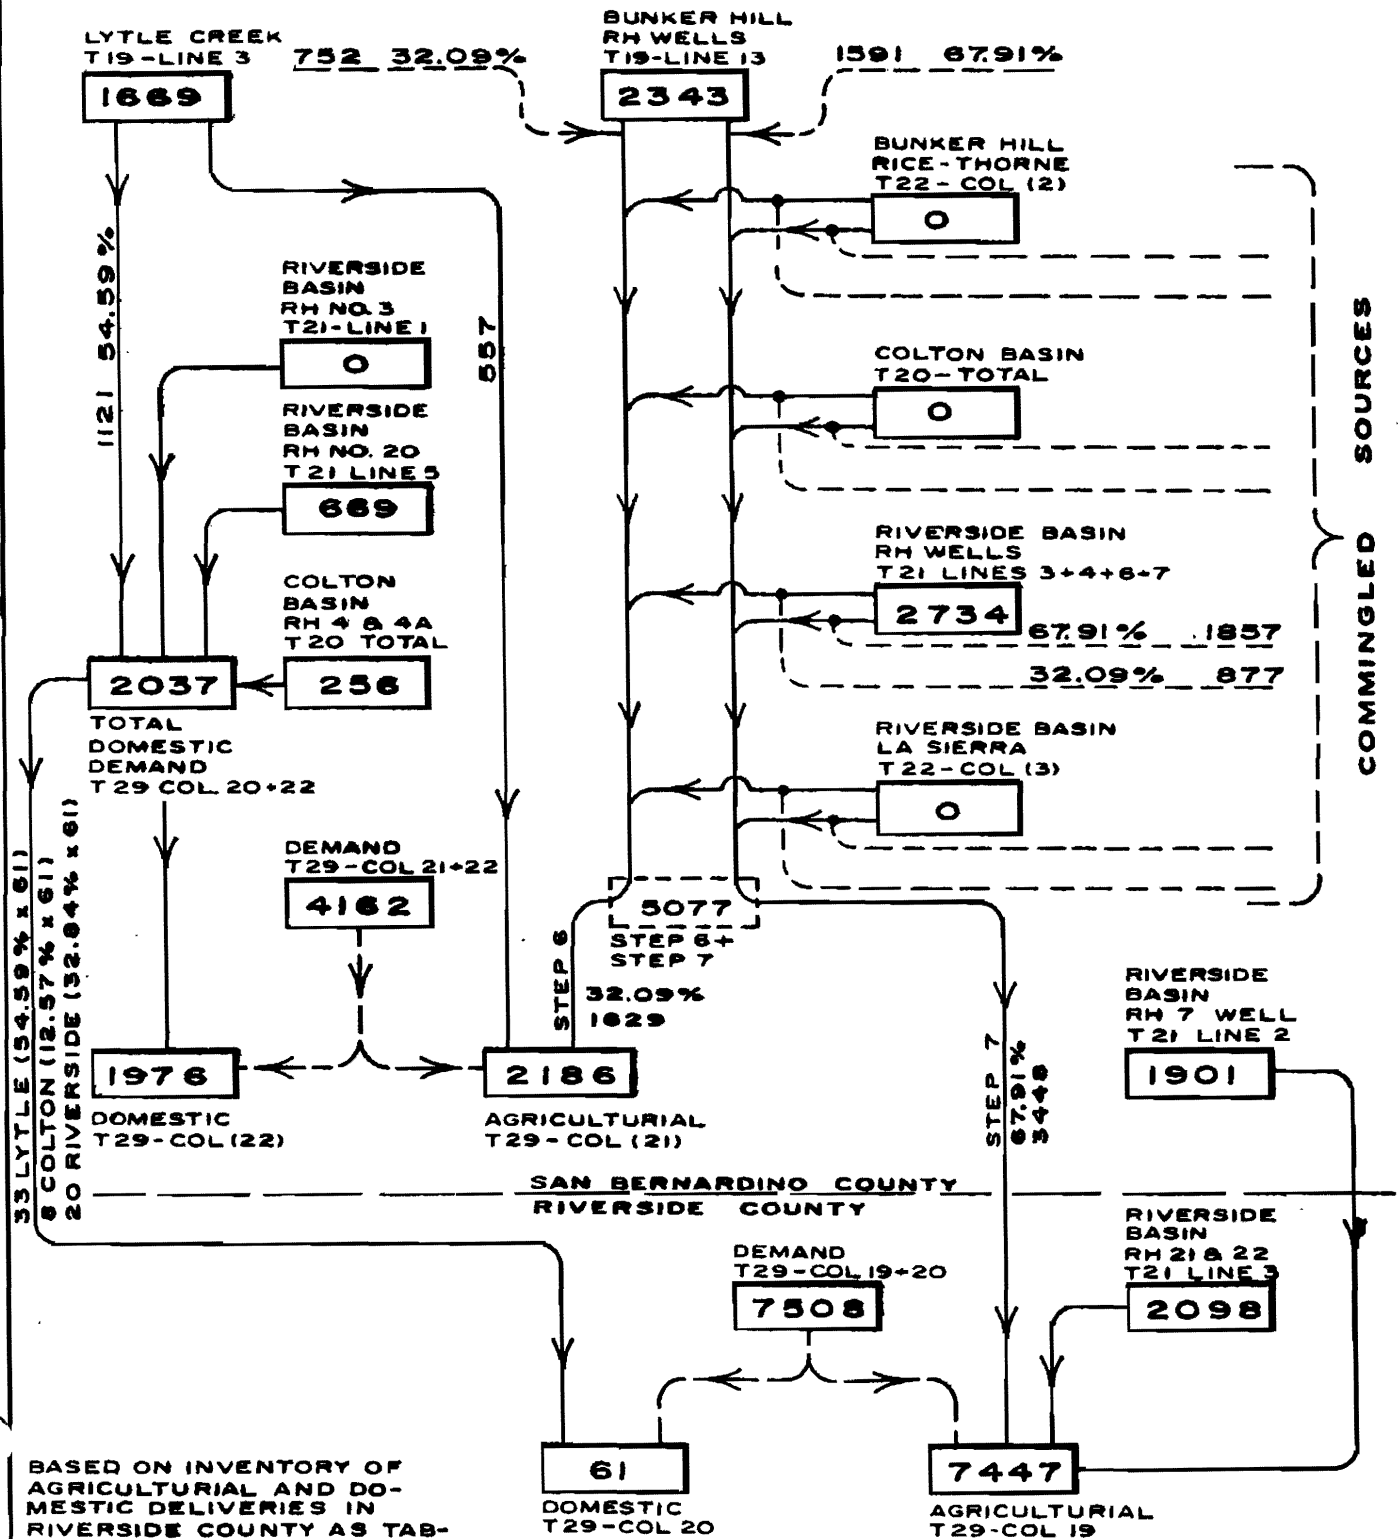 LYTLE CREEK
T19-LINE 3
1669
752 32.09%
BUNKER HILL
RH WELLS
T19-LINE 13
2343
1591 67.91%
BUNKER HILL
RICE-THORNE
T22-COL (2)
0
1121 54.59%
RIVERSIDE
BASIN
RH NO. 3
T21-LINE 1
0
557
COLTON BASIN
T20-TOTAL
0
COMMINGLED SOURCES
RIVERSIDE
BASIN
RH NO. 20
T21 LINE 5
669
RIVERSIDE BASIN
RH WELLS
T21 LINES 3+4+6+7
2734
67.91% 1857
32.09% 877
COLTON
BASIN
RH 4 & 4A
T20 TOTAL
256
2037
TOTAL
DOMESTIC
DEMAND
T29 COL. 20+22
RIVERSIDE BASIN
LA SIERRA
T22-COL (3)
0
33 LYTLE (54.59% x 61)
8 COLTON (12.57% x 61)
20 RIVERSIDE (32.84% x 61)
DEMAND
T29-COL 21+22
4162
5077
STEP 6+
STEP 7
STEP 6
32.09%
1629
STEP 7
67.91%
3448
RIVERSIDE
BASIN
RH 7 WELL
T21 LINE 2
1901
1976
DOMESTIC
T29-COL (22)
2186
AGRICULTURIAL
T29-COL (21)
SAN BERNARDINO COUNTY
RIVERSIDE COUNTY
RIVERSIDE
BASIN
RH 21 & 22
T21 LINE 3
2098
DEMAND
T29-COL 19+20
7508
61
DOMESTIC
T29-COL 20
7447
AGRICULTURIAL
T29-COL 19
BASED ON INVENTORY OF
AGRICULTURIAL AND DO-
MESTIC DELIVERIES IN
RIVERSIDE COUNTY AS TAB-